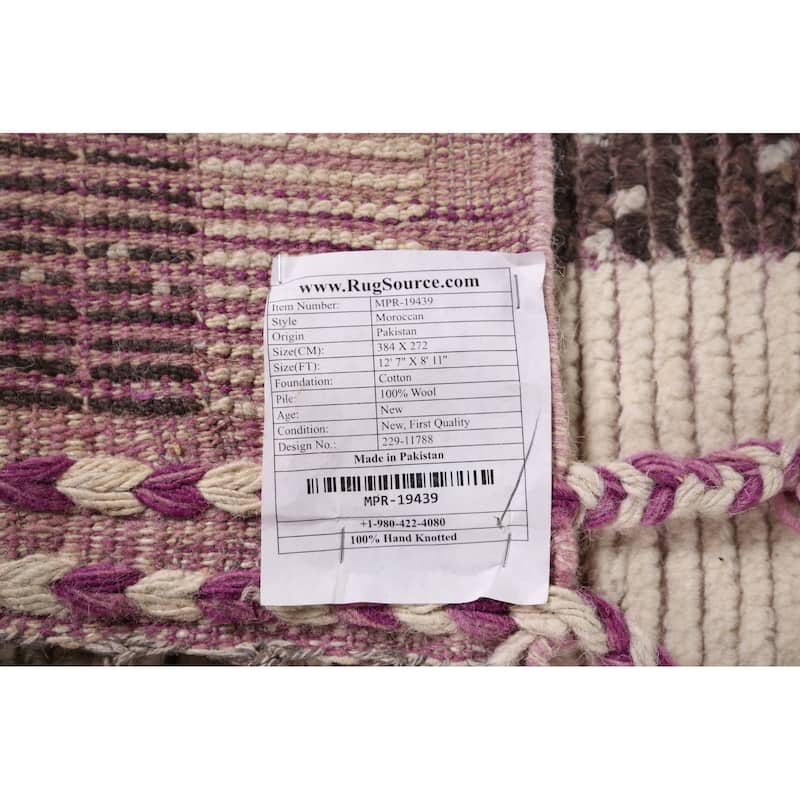 www.RugSource.com
Item Number: MPR-19439
Style Moroccan
Origin Pakistan
Size(CM): 384 X 272
Size(FT): 12' 7" X 8' 11"
Foundation: Cotton
Pile: 100% Wool
Age: New
Condition: New, First Quality
Design No.: 229-11788
Made in Pakistan
MPR-19439
+1-980-422-4080
100% Hand Knotted